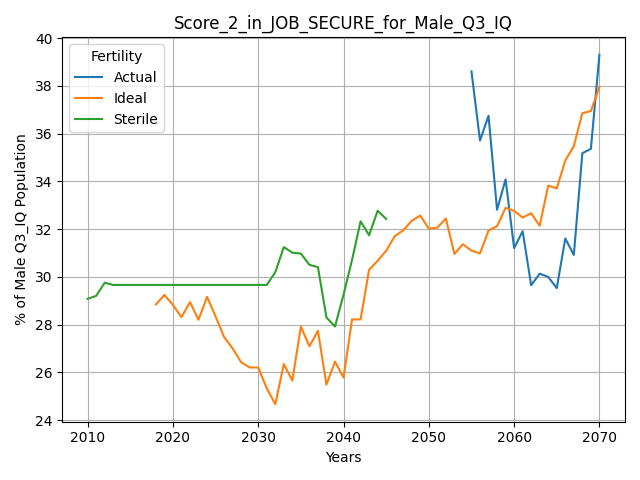 Score_2_in_JOB_SECURE_for_Male_Q3_IQ
Fertility
Actual
Ideal
Sterile
% of Male Q3_IQ Population
40
38
36
34
32
30
28
26
24
2010
2020
2030
2040
2050
2060
2070
Years